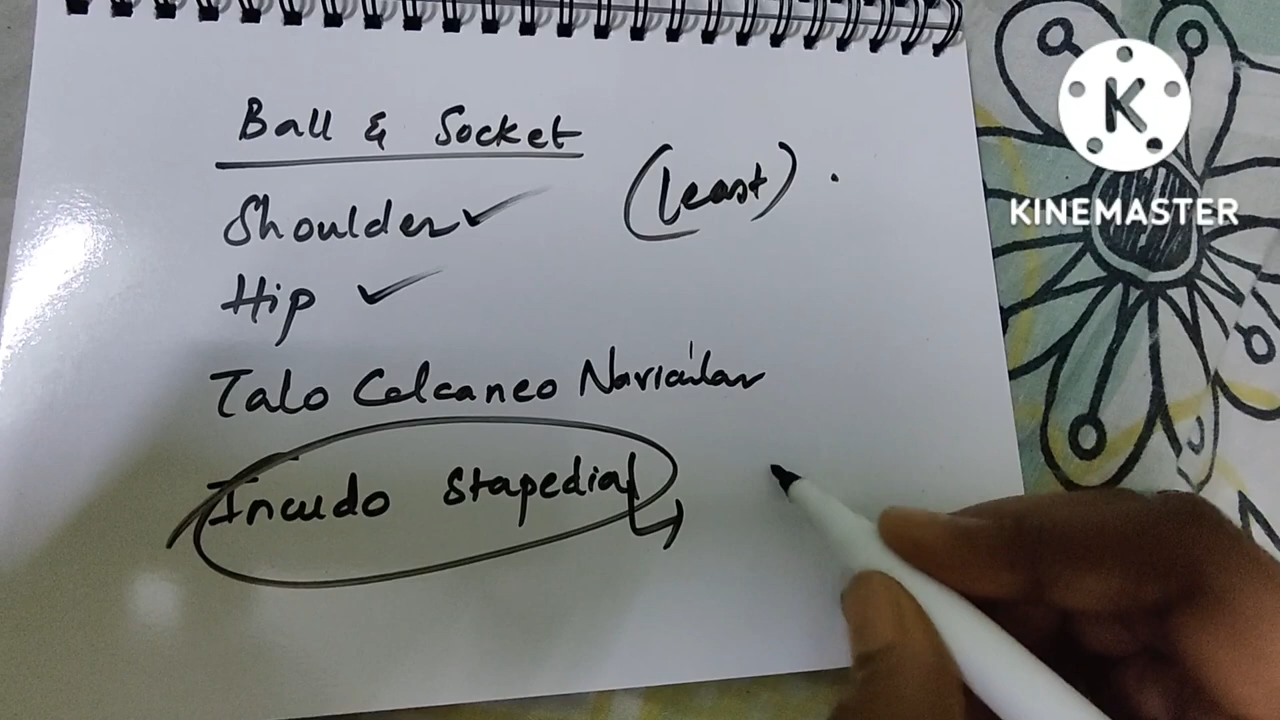 Ball & Socket
Shoulder✓ (least).
Hip ✓
Talo Calcaneo Navicular
Incudo Stapedial
K
KINEMASTER